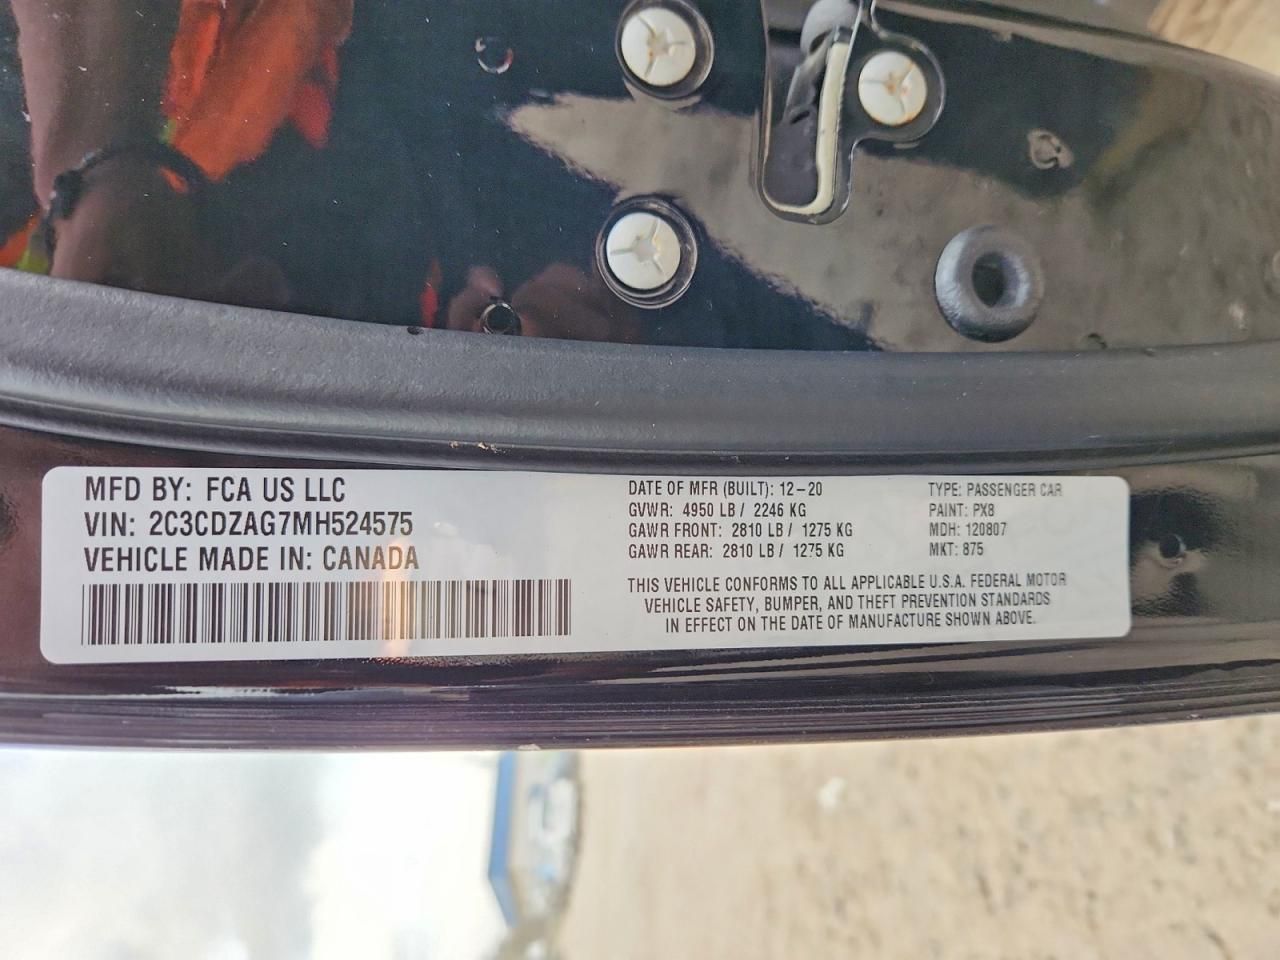 MFD BY: FCA US LLC
VIN: 2C3CDZAG7MH524575
VEHICLE MADE IN: CANADA
DATE OF MFR (BUILT): 12-20
GVWR: 4950 LB / 2246 KG
GAWR FRONT: 2810 LB / 1275 KG
GAWR REAR: 2810 LB / 1275 KG
TYPE: PASSENGER CAR
PAINT: PX8
MDH: 120807
MKT: 875
THIS VEHICLE CONFORMS TO ALL APPLICABLE U.S.A. FEDERAL MOTOR
VEHICLE SAFETY, BUMPER, AND THEFT PREVENTION STANDARDS
IN EFFECT ON THE DATE OF MANUFACTURE SHOWN ABOVE.